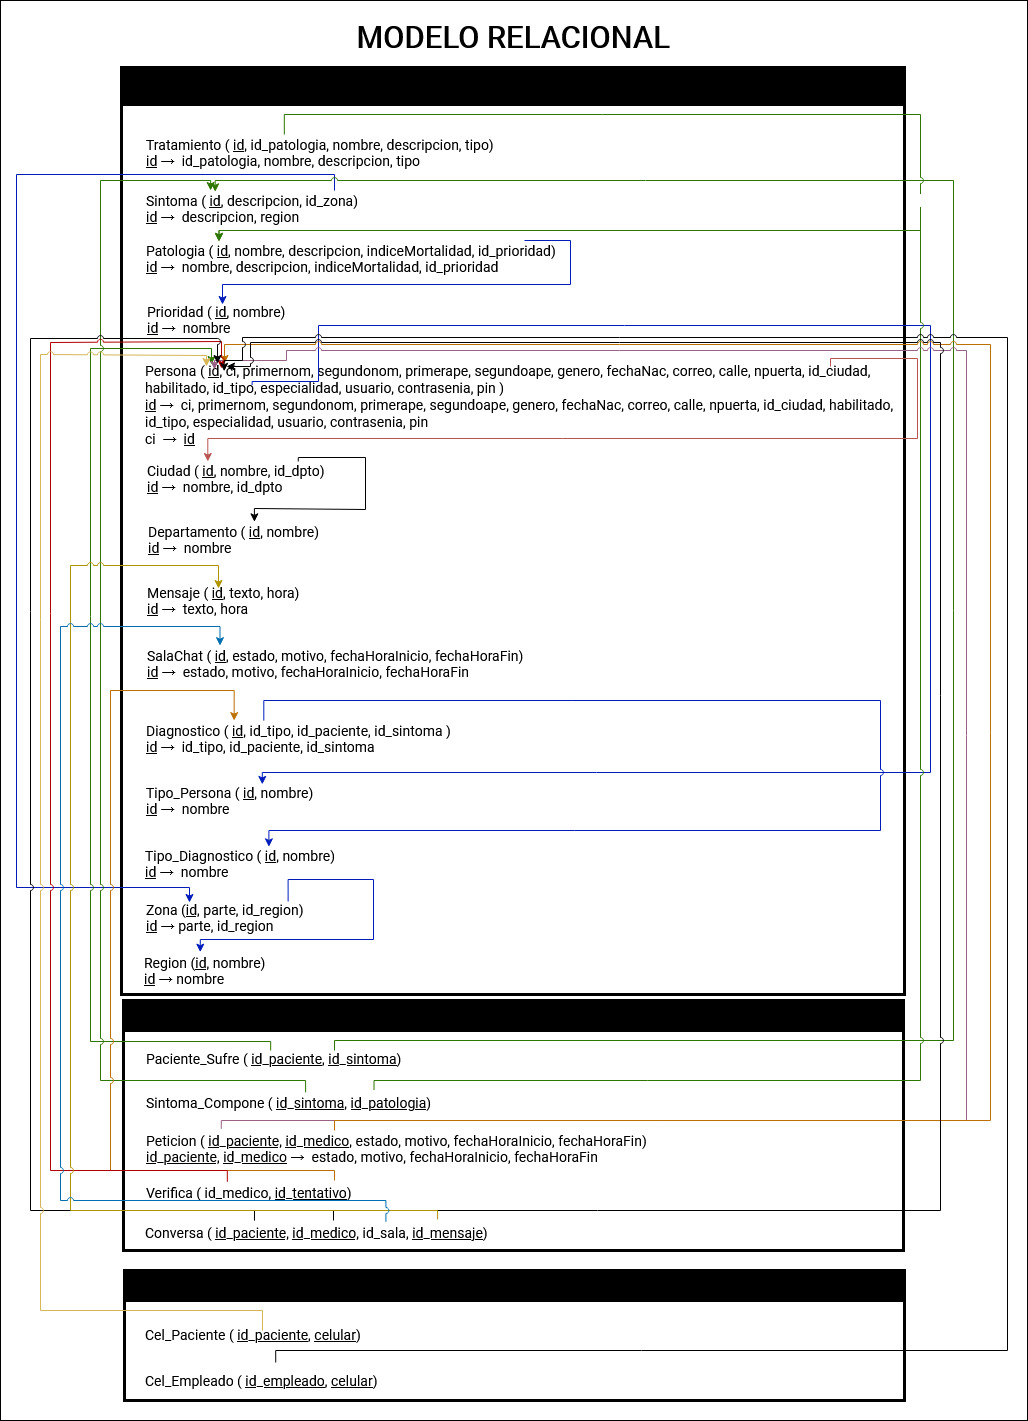 MODELO RELACIONAL
Tratamiento ( id, id_patologia, nombre, descripcion, tipo)
id → id_patologia, nombre, descripcion, tipo
Sintoma ( id, descripcion, id_zona)
id → descripcion, region
Patologia ( id, nombre, descripcion, indiceMortalidad, id_prioridad)
id → nombre, descripcion, indiceMortalidad, id_prioridad
Prioridad ( id, nombre)
id → nombre
Persona ( id, ci, primernom, segundonom, primerape, segundoape, genero, fechaNac, correo, calle, npuerta, id_ciudad,
habilitado, id_tipo, especialidad, usuario, contrasenia, pin )
id → ci, primernom, segundonom, primerape, segundoape, genero, fechaNac, correo, calle, npuerta, id_ciudad, habilitado,
id_tipo, especialidad, usuario, contrasenia, pin
ci → id
Ciudad ( id, nombre, id_dpto)
id → nombre, id_dpto
Departamento ( id, nombre)
id → nombre
Mensaje ( id, texto, hora)
id → texto, hora
SalaChat ( id, estado, motivo, fechaHoraInicio, fechaHoraFin)
id → estado, motivo, fechaHoraInicio, fechaHoraFin
Diagnostico ( id, id_tipo, id_paciente, id_sintoma )
id → id_tipo, id_paciente, id_sintoma
Tipo_Persona ( id, nombre)
id → nombre
Tipo_Diagnostico ( id, nombre)
id → nombre
Zona (id, parte, id_region)
id → parte, id_region
Region (id, nombre)
id → nombre
Paciente_Sufre ( id_paciente, id_sintoma)
Sintoma_Compone ( id_sintoma, id_patologia)
Peticion ( id_paciente, id_medico, estado, motivo, fechaHoraInicio, fechaHoraFin)
id_paciente, id_medico → estado, motivo, fechaHoraInicio, fechaHoraFin
Verifica ( id_medico, id_tentativo)
Conversa ( id_paciente, id_medico, id_sala, id_mensaje)
Cel_Paciente ( id_paciente, celular)
Cel_Empleado ( id_empleado, celular)